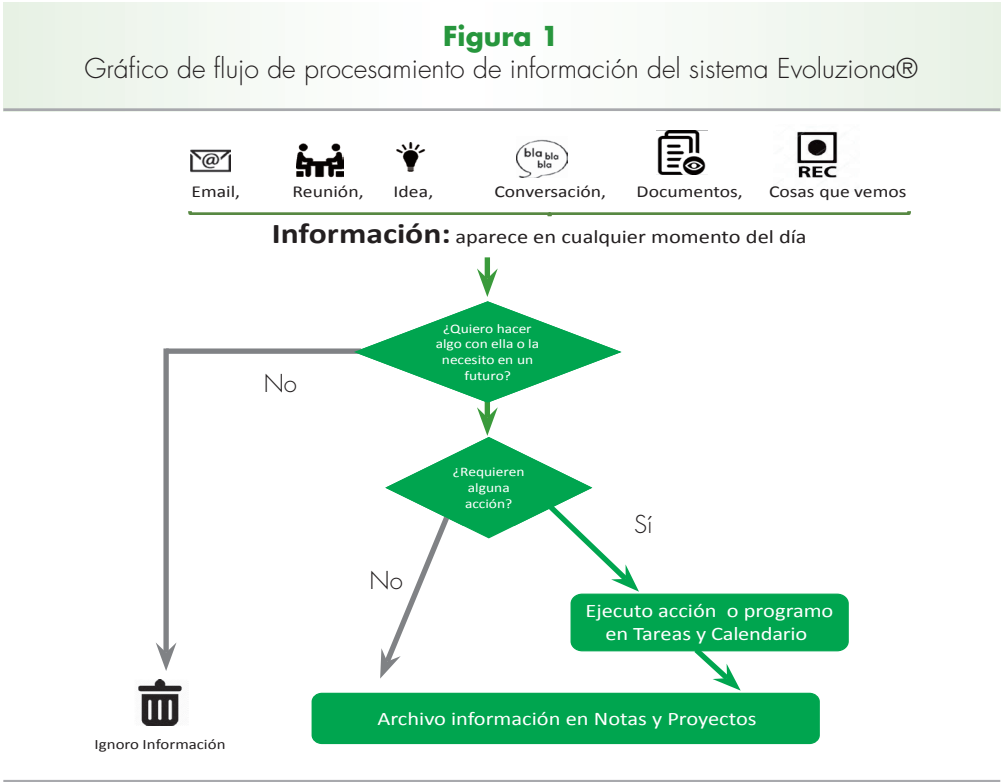 Figura 1
Gráfico de flujo de procesamiento de información del sistema Evoluziona®
@
bla bla
bla
REC
Email, Reunión, Idea, Conversación, Documentos, Cosas que vemos
Información: aparece en cualquier momento del día
¿Quiero hacer
algo con ella o la
necesito en un
futuro?
No
¿Requieren
alguna
acción?
Sí
No
Ejecuto acción o programo
en Tareas y Calendario
Archivo información en Notas y Proyectos
Ignoro Información